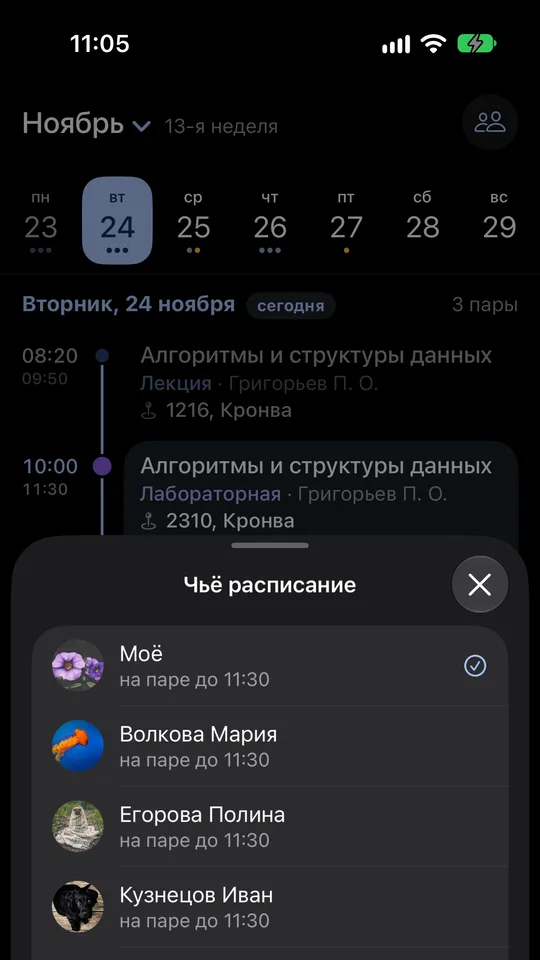 11:05
Ноябрь 13-я неделя
пн вт ср чт пт сб вс
23 24 25 26 27 28 29
Вторник, 24 ноября сегодня 3 пары
08:20 Алгоритмы и структуры данных
09:50 Лекция · Григорьев П. О.
1216, Кронва
10:00 Алгоритмы и структуры данных
11:30 Лабораторная · Григорьев П. О.
2310, Кронва
Чьё расписание
Моё
на паре до 11:30
Волкова Мария
на паре до 11:30
Егорова Полина
на паре до 11:30
Кузнецов Иван
на паре до 11:30